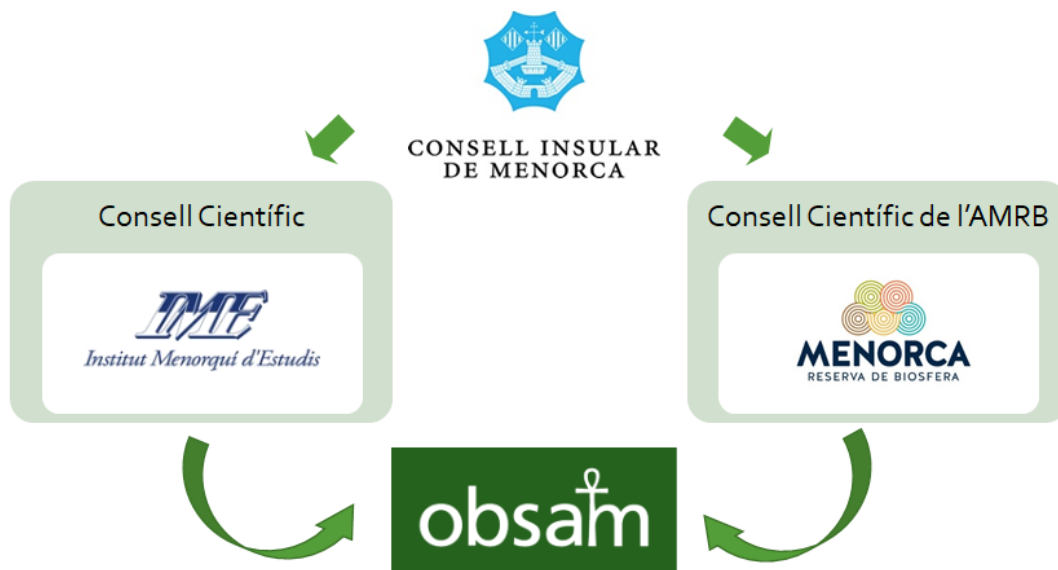 CONSELL INSULAR
DE MENORCA
Consell Científic
IME
Institut Menorquí d'Estudis
Consell Científic de l'AMRB
MENORCA
RESERVA DE BIOSFERA
obsam